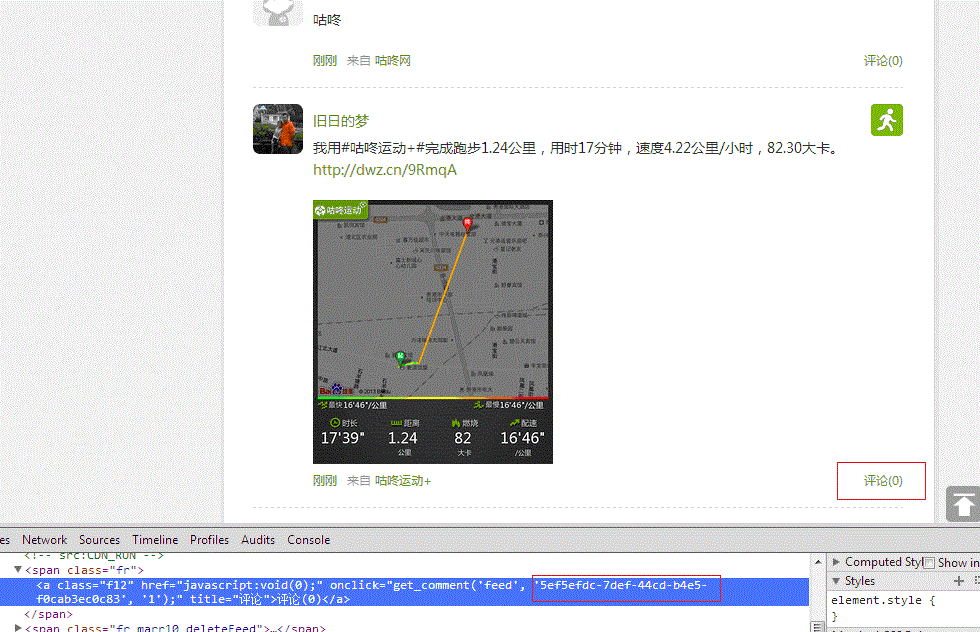 咕咚
刚刚 来自 咕咚网 评论(0)
旧日的梦
我用#咕咚运动+#完成跑步1.24公里，用时17分钟，速度4.22公里/小时，82.30大卡。
http://dwz.cn/9RmqA
咕咚运动
终
起
最快16'46"/公里 最慢16'46"/公里
时长 距离 燃烧 配速
17'39" 1.24 82 16'46"
公里 大卡 /公里
刚刚 来自 咕咚运动+ 评论(0)
es Network Sources Timeline Profiles Audits Console
<!-- src:CDN_RUN -->
<span class="fr">
<a class="f12" href="javascript:void(0);" onclick="get_comment('feed', '5ef5efdc-7def-44cd-b4e5-
f0cab3ec0c83', '1');" title="评论">评论(0)</a>
</span>
<span class="fr marr10 deleteFeed">…</span>
Computed Styl Show in
Styles
element.style {
}